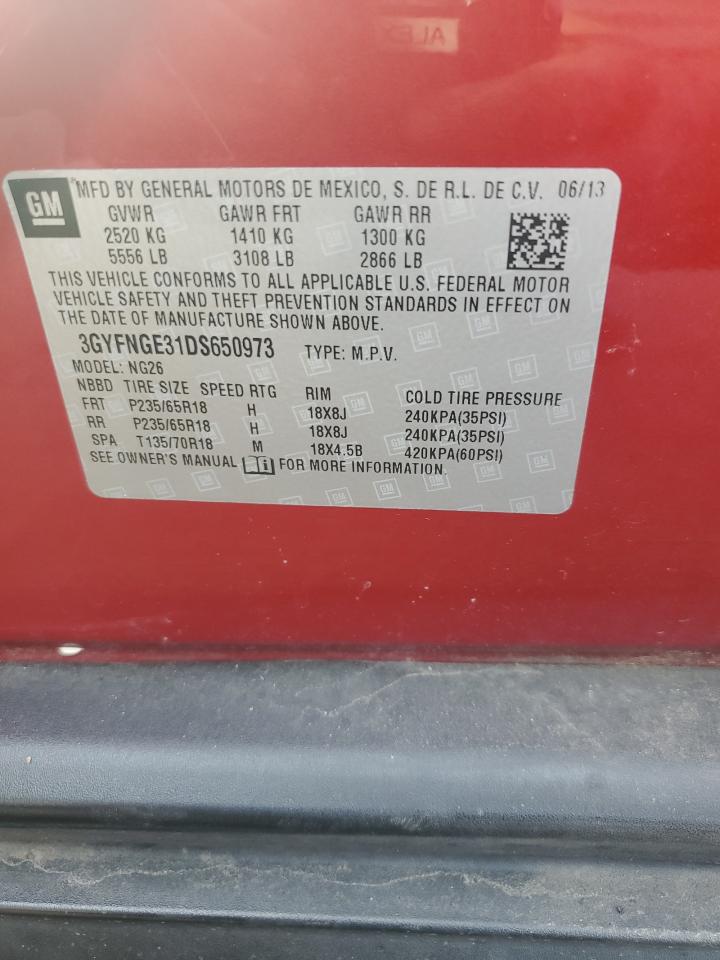 GM MFD BY GENERAL MOTORS DE MEXICO, S. DE R.L. DE C.V. 06/13
GVWR GAWR FRT GAWR RR
2520 KG 1410 KG 1300 KG
5556 LB 3108 LB 2866 LB
THIS VEHICLE CONFORMS TO ALL APPLICABLE U.S. FEDERAL MOTOR
VEHICLE SAFETY AND THEFT PREVENTION STANDARDS IN EFFECT ON
THE DATE OF MANUFACTURE SHOWN ABOVE.
3GYFNGE31DS650973 TYPE: M.P.V.
MODEL: NG26
NBBD TIRE SIZE SPEED RTG RIM COLD TIRE PRESSURE
FRT P235/65R18 H 18X8J 240KPA(35PSI)
RR P235/65R18 H 18X8J 240KPA(35PSI)
SPA T135/70R18 M 18X4.5B 420KPA(60PSI)
SEE OWNER'S MANUAL FOR MORE INFORMATION.